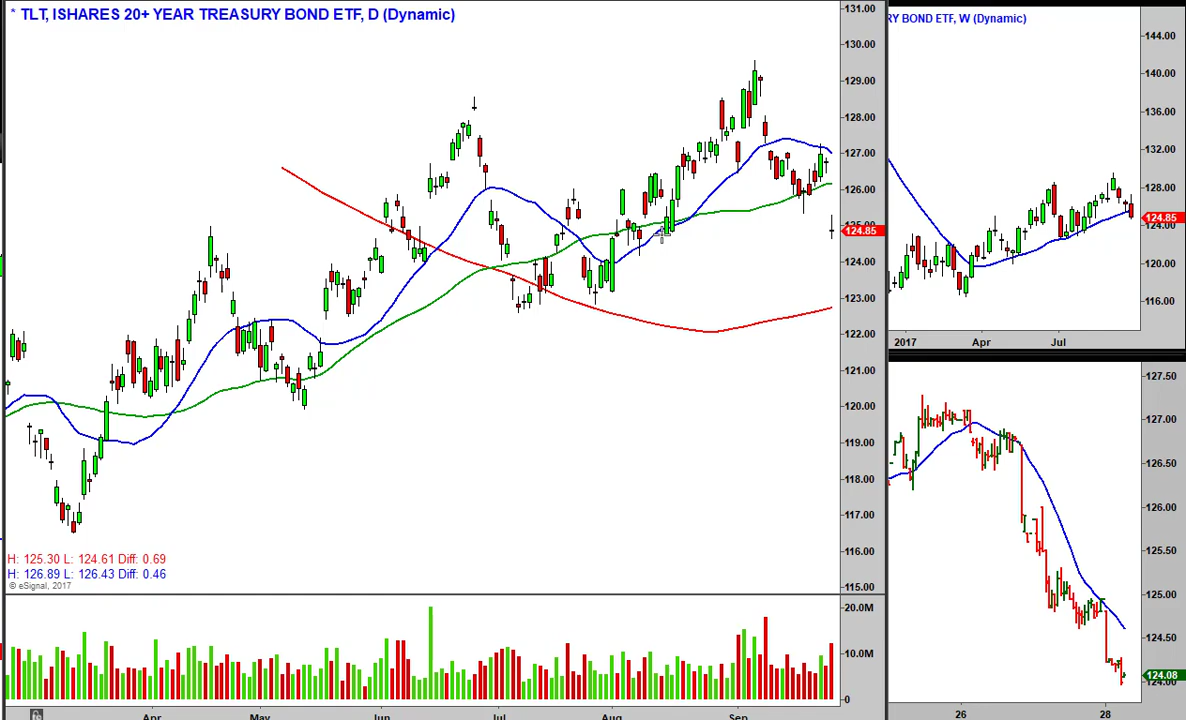 * TLT, ISHARES 20+ YEAR TREASURY BOND ETF, D (Dynamic)
131.00
130.00
129.00
128.00
127.00
126.00
125.00
124.85
124.00
123.00
122.00
121.00
120.00
119.00
118.00
117.00
116.00
115.00
H: 125.30 L: 124.61 Diff: 0.69
H: 126.89 L: 126.43 Diff: 0.46
© eSignal, 2017
20.0M
10.0M
0
Apr
May
Jun
Jul
Aug
Sep
RY BOND ETF, W (Dynamic)
144.00
140.00
136.00
132.00
128.00
124.85
124.00
120.00
116.00
2017
Apr
Jul
127.50
127.00
126.50
126.00
125.50
125.00
124.50
124.08
124.00
26
28